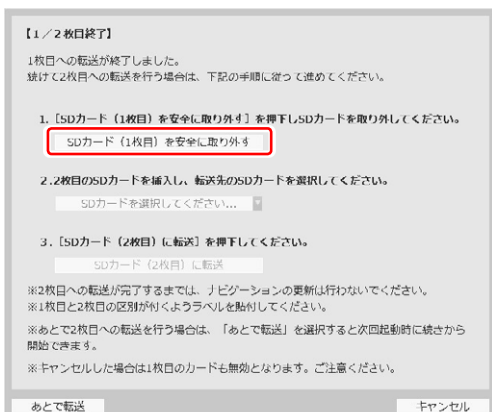 【1／2枚目終了】
1枚目への転送が終了しました。
続けて2枚目への転送を行う場合は、下記の手順に従って進めてください。
1.［SDカード（1枚目）を安全に取り外す］を押下しSDカードを取り外してください。
SDカード（1枚目）を安全に取り外す
2.2枚目のSDカードを挿入し、転送先のSDカードを選択してください。
SDカードを選択してください...
3.［SDカード（2枚目）に転送］を押下してください。
SDカード（2枚目）に転送
※2枚目への転送が完了するまでは、ナビゲーションの更新は行わないでください。
※1枚目と2枚目の区別が付くようラベルを貼付してください。
※あとで2枚目への転送を行う場合は、「あとで転送」を選択すると次回起動時に続きから
開始できます。
※キャンセルした場合は1枚目のカードも無効となります。ご注意ください。
あとで転送
キャンセル